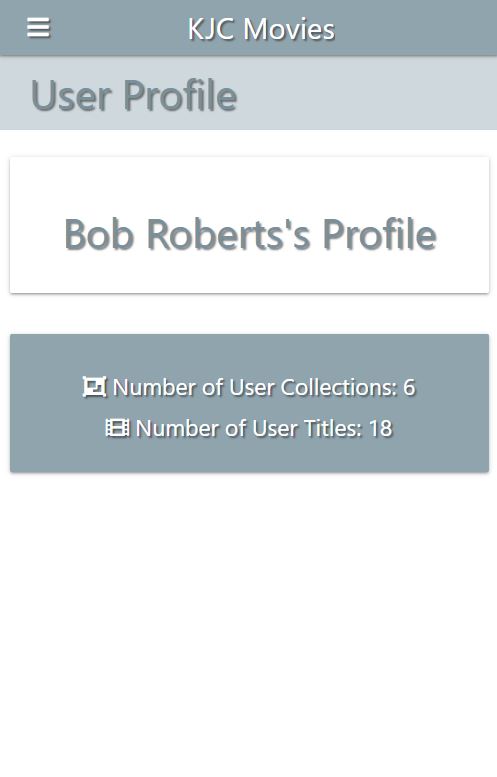 KJC Movies
User Profile
Bob Roberts's Profile
Number of User Collections: 6
Number of User Titles: 18